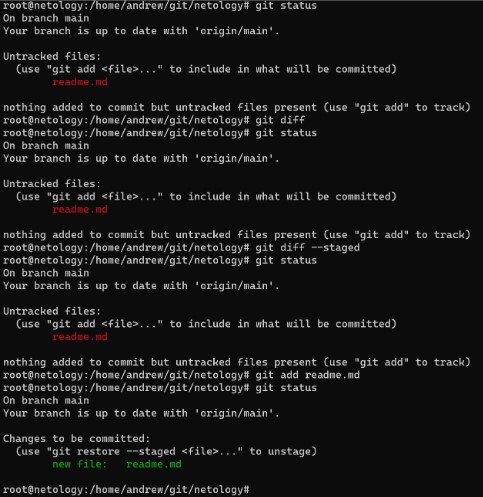 root@netology:/home/andrew/git/netology# git status
On branch main
Your branch is up to date with 'origin/main'.
Untracked files:
(use "git add <file>..." to include in what will be committed)
readme.md
nothing added to commit but untracked files present (use "git add" to track)
root@netology:/home/andrew/git/netology# git diff
root@netology:/home/andrew/git/netology# git status
On branch main
Your branch is up to date with 'origin/main'.
Untracked files:
(use "git add <file>..." to include in what will be committed)
readme.md
nothing added to commit but untracked files present (use "git add" to track)
root@netology:/home/andrew/git/netology# git diff --staged
root@netology:/home/andrew/git/netology# git status
On branch main
Your branch is up to date with 'origin/main'.
Untracked files:
(use "git add <file>..." to include in what will be committed)
readme.md
nothing added to commit but untracked files present (use "git add" to track)
root@netology:/home/andrew/git/netology# git add readme.md
root@netology:/home/andrew/git/netology# git status
On branch main
Your branch is up to date with 'origin/main'.
Changes to be committed:
(use "git restore --staged <file>..." to unstage)
new file:   readme.md
root@netology:/home/andrew/git/netology#